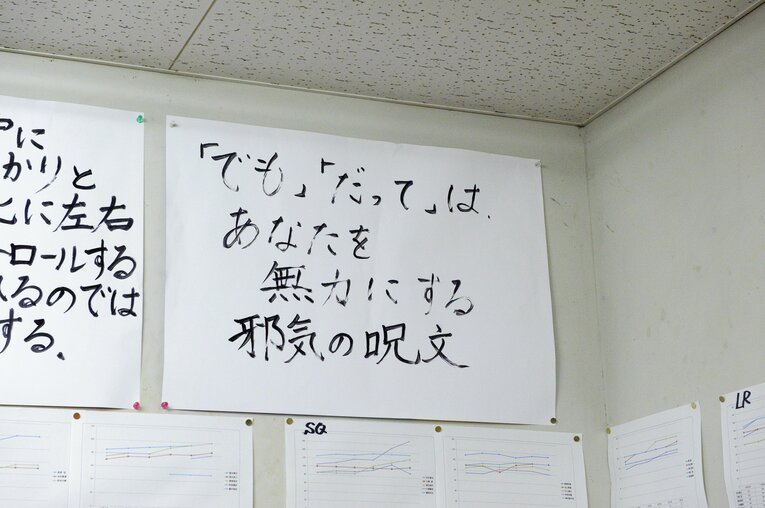 アに
かりと
に左右
トロールする
るのでは
する、
「でも」「だって」は、
あなたを
無力にする
邪気の呪文
SQ
LR